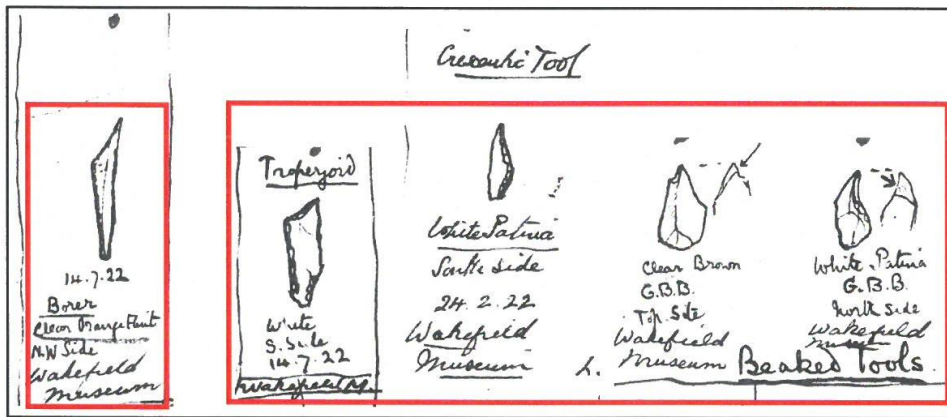 Crescentic Tool
14.7.22
Borer
Clear Orange Flint
N.W Side
Wakefield
Museum
Trapezoid
White
S. Side
14.7.22
Wakefield M.
White Patina
South Side
24.2.22
Wakefield
Museum
Clear Brown
G.B.B.
Top Site
Wakefield
Museum
White Patina
G.B.B.
North Side
Wakefield
Museum
Beaked Tools.